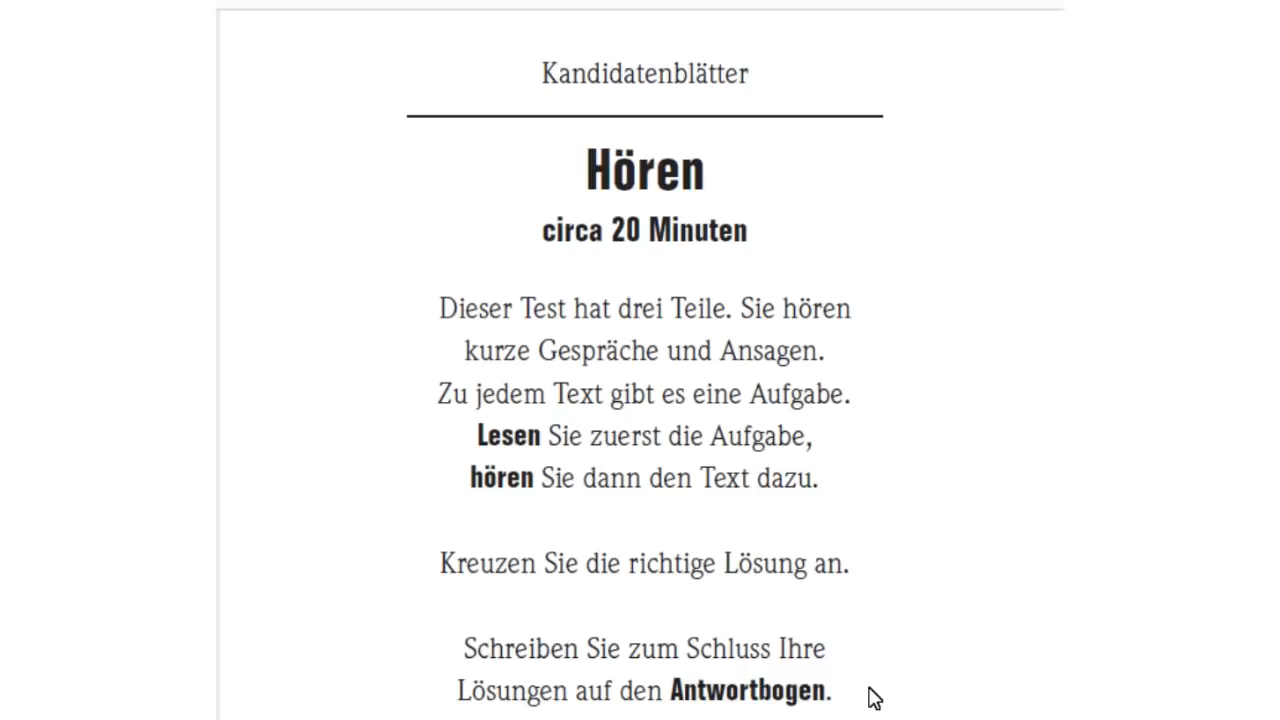 Kandidatenblätter
Hören
circa 20 Minuten
Dieser Test hat drei Teile. Sie hören
kurze Gespräche und Ansagen.
Zu jedem Text gibt es eine Aufgabe.
Lesen Sie zuerst die Aufgabe,
hören Sie dann den Text dazu.
Kreuzen Sie die richtige Lösung an.
Schreiben Sie zum Schluss Ihre
Lösungen auf den Antwortbogen.